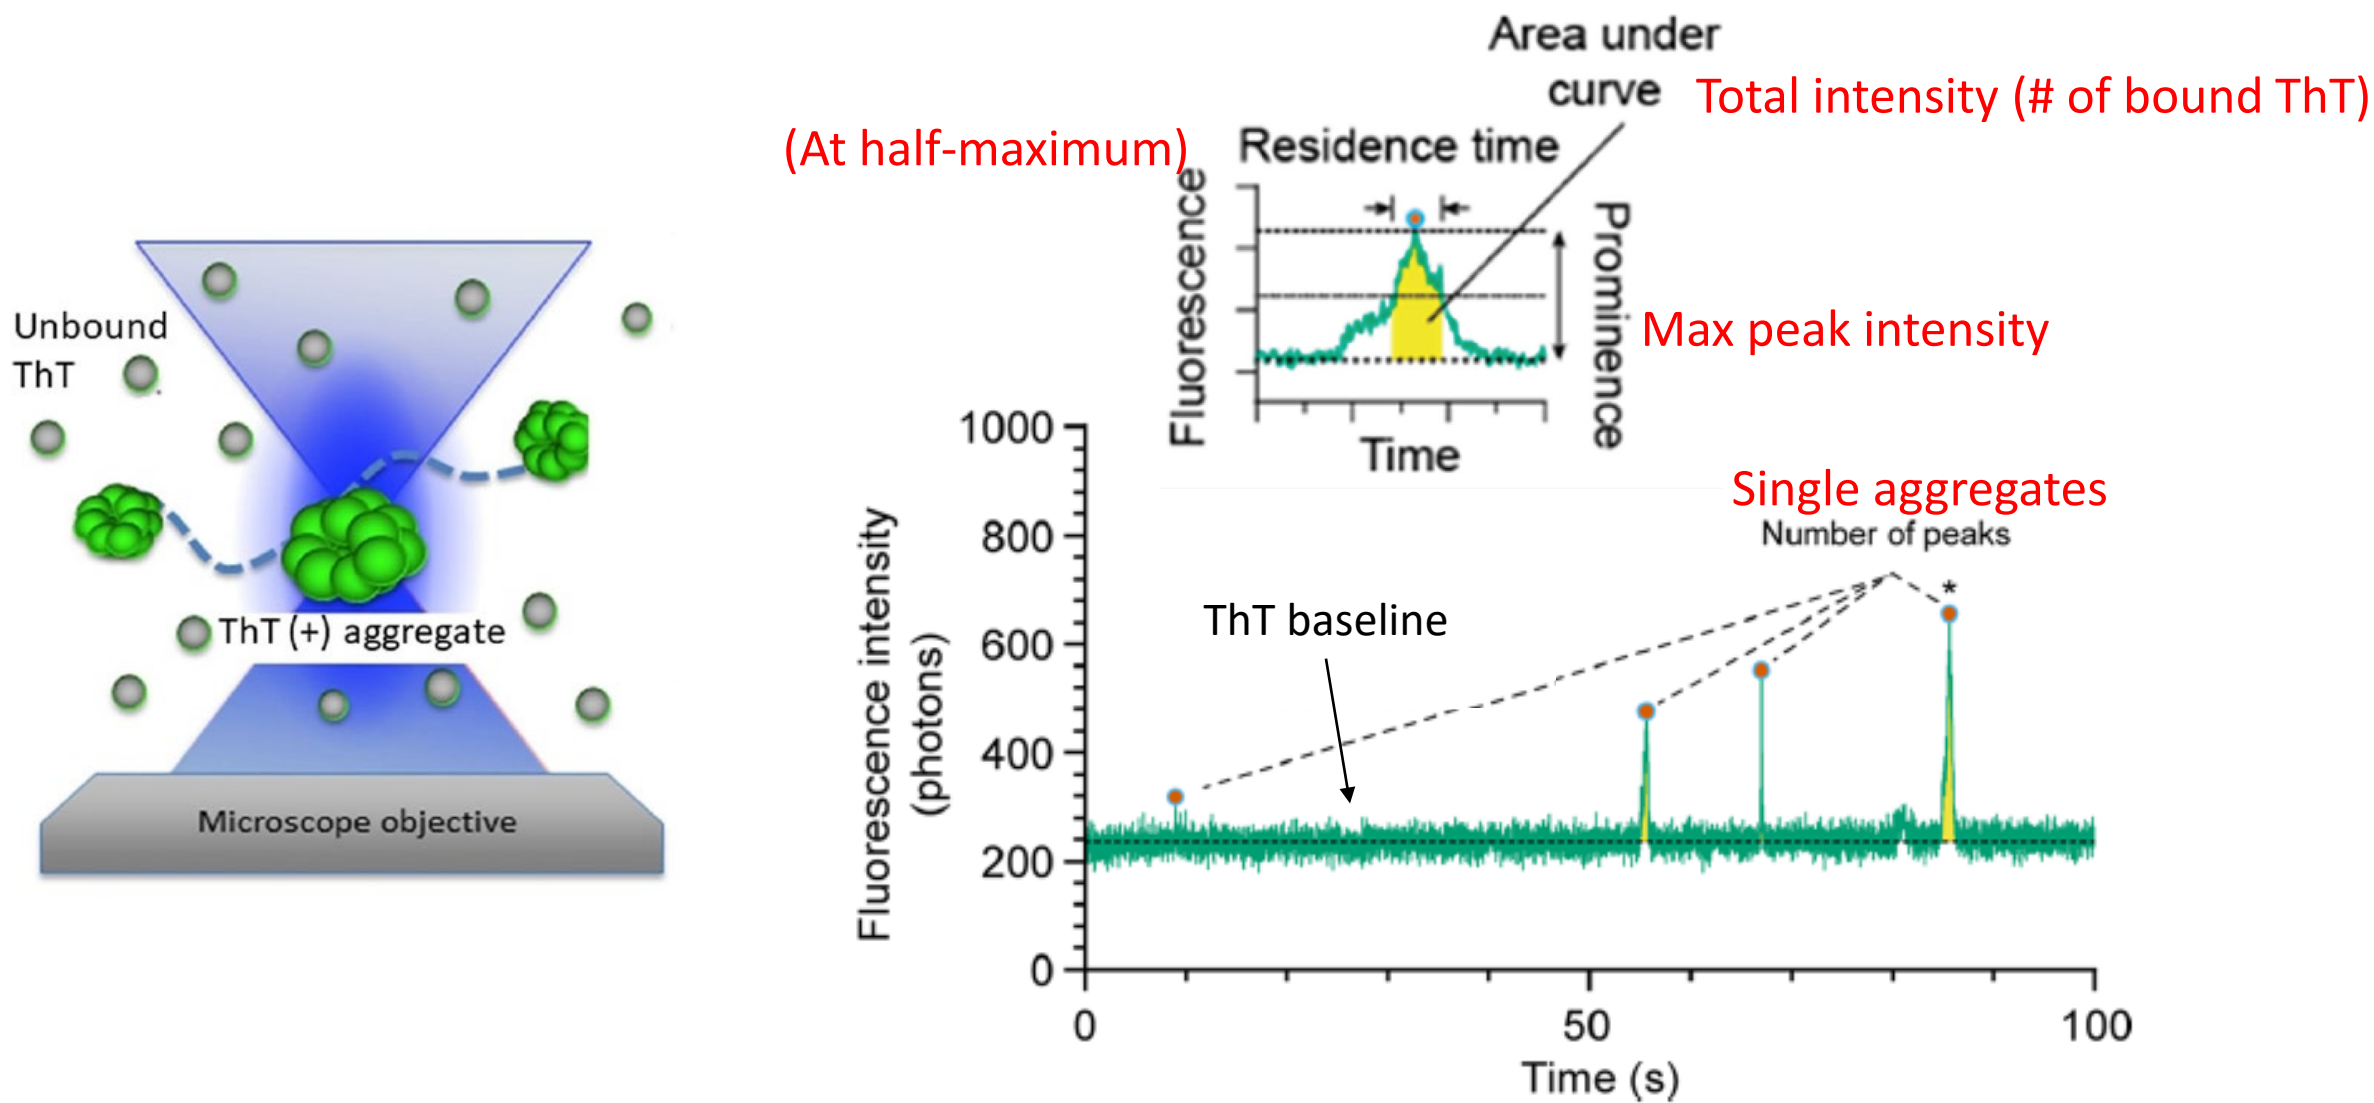 Unbound
ThT
ThT (+) aggregate
Microscope objective
Area under
curve
Total intensity (# of bound ThT)
(At half-maximum)
Residence time
Fluorescence
Prominence
Max peak intensity
Time
Single aggregates
Number of peaks
*
ThT baseline
Fluorescence intensity
(photons)
1000
800
600
400
200
0
0
50
100
Time (s)